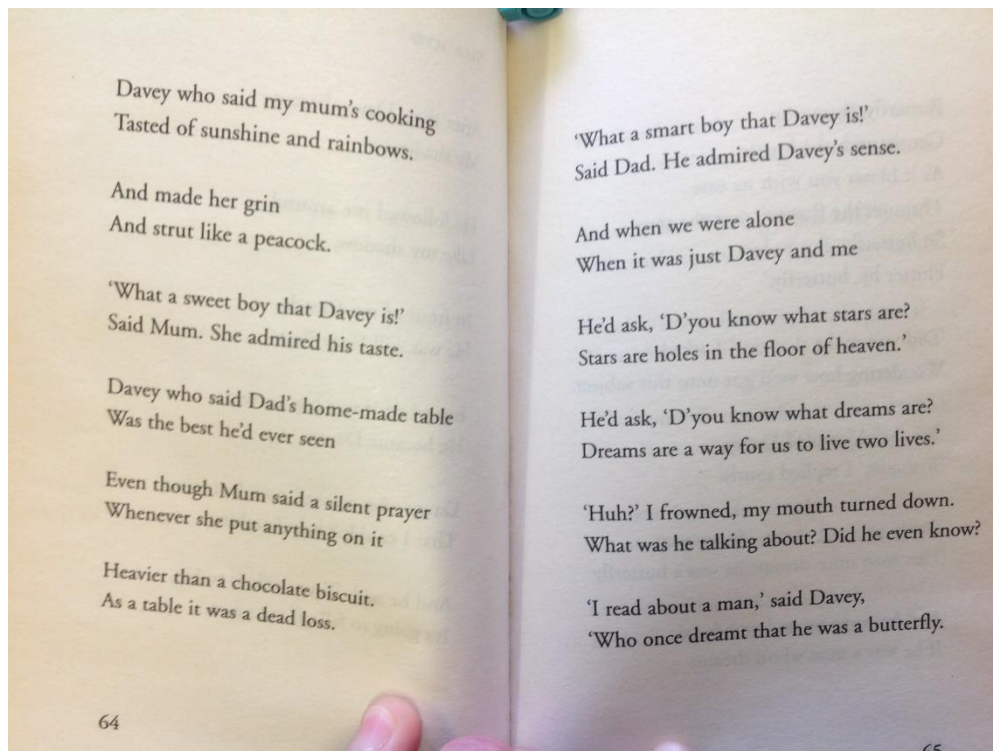 Davey who said my mum's cooking
Tasted of sunshine and rainbows.
And made her grin
And strut like a peacock.
‘What a sweet boy that Davey is!’
Said Mum. She admired his taste.
Davey who said Dad's home-made table
Was the best he'd ever seen
Even though Mum said a silent prayer
Whenever she put anything on it
Heavier than a chocolate biscuit.
As a table it was a dead loss.
64
‘What a smart boy that Davey is!’
Said Dad. He admired Davey's sense.
And when we were alone
When it was just Davey and me
He'd ask, ‘D'you know what stars are?
Stars are holes in the floor of heaven.’
He'd ask, ‘D'you know what dreams are?
Dreams are a way for us to live two lives.’
‘Huh?’ I frowned, my mouth turned down.
What was he talking about? Did he even know?
‘I read about a man,’ said Davey,
‘Who once dreamt that he was a butterfly.
65